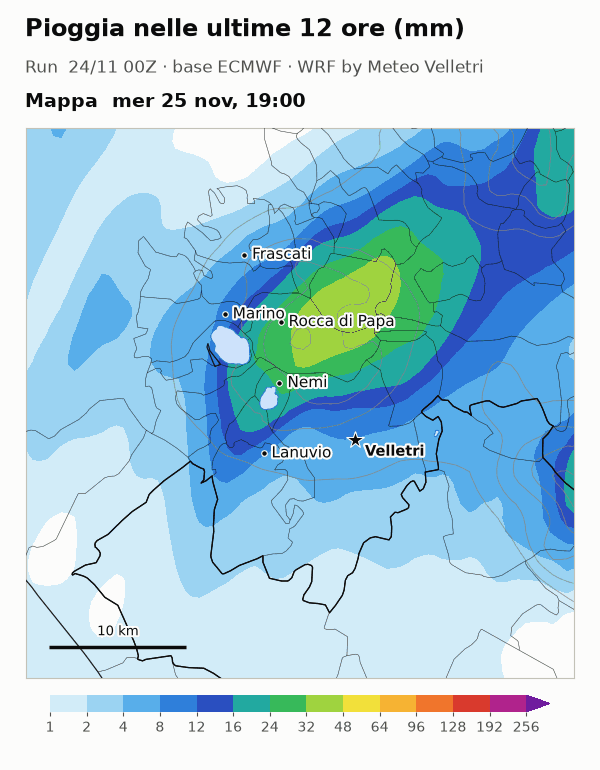 Pioggia nelle ultime 12 ore (mm)
Run 24/11 00Z · base ECMWF · WRF by Meteo Velletri
Mappa mer 25 nov, 19:00
Frascati
Marino
Rocca di Papa
Nemi
Velletri
Lanuvio
10 km
1 2 4 8 12 16 24 32 48 64 96 128 192 256